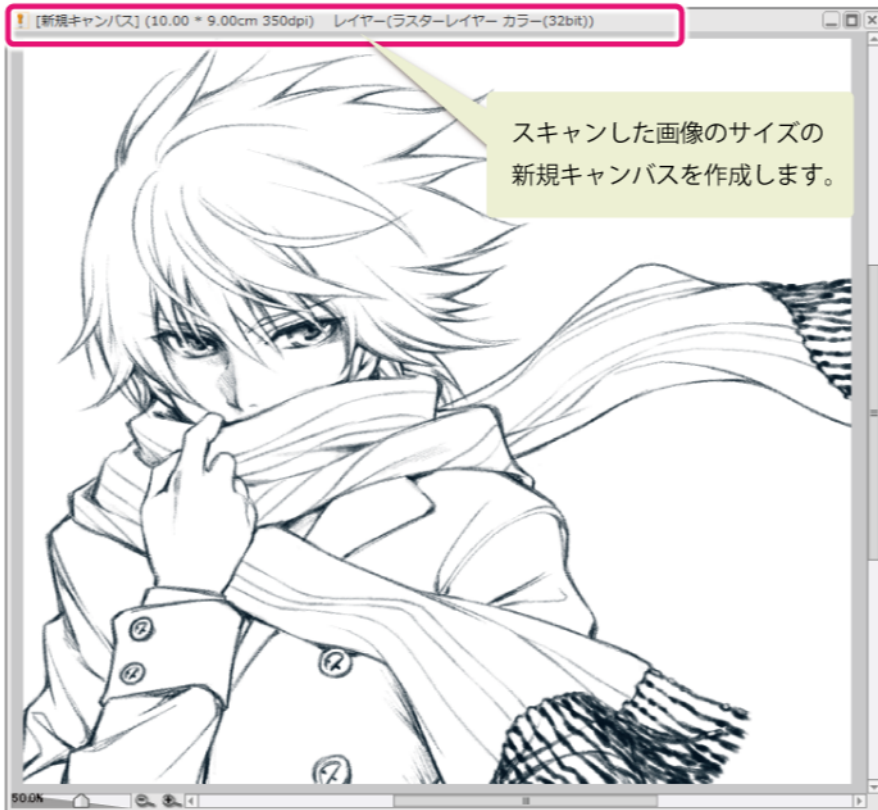 [新規キャンバス] (10.00 * 9.00cm 350dpi) レイヤー(ラスターレイヤー カラー(32bit))
スキャンした画像のサイズの
新規キャンバスを作成します。
50.0%